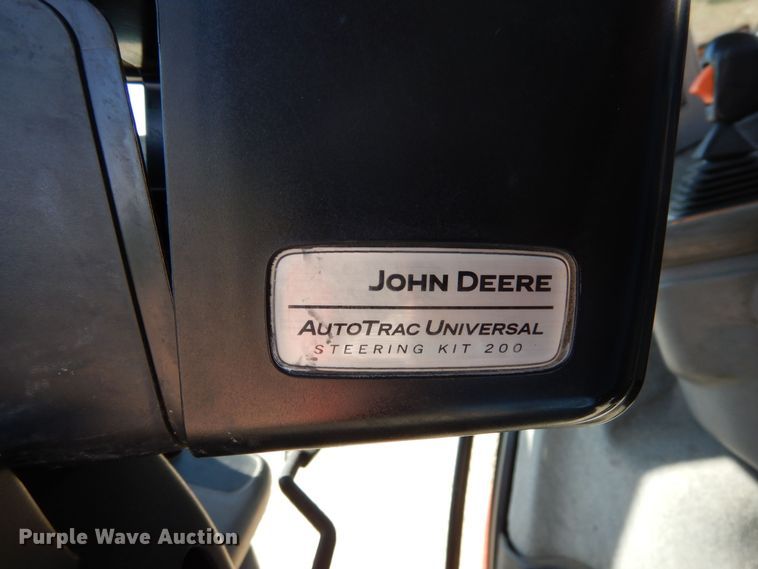 JOHN DEERE
AUTOTRAC UNIVERSAL
STEERING KIT 200
Purple Wave Auction